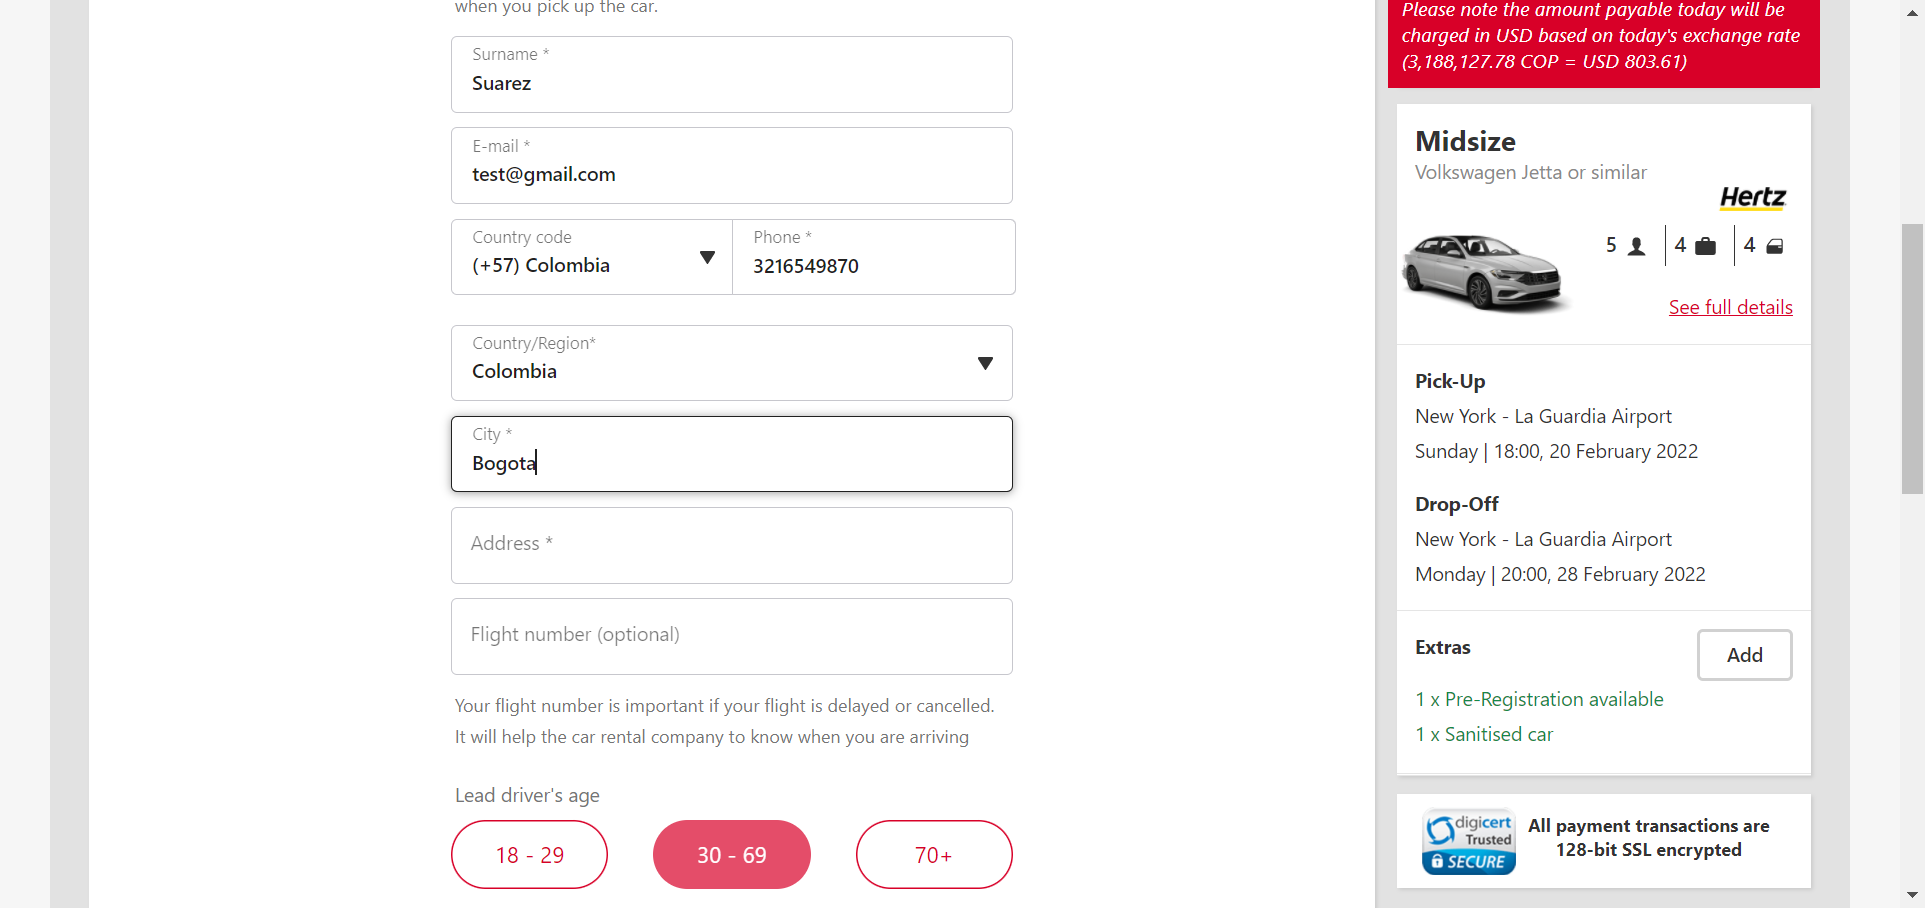 when you pick up the car.
Surname *
Suarez
E-mail *
test@gmail.com
Country code
(+57) Colombia
Phone *
3216549870
Country/Region*
Colombia
City *
Bogota
Address *
Flight number (optional)
Your flight number is important if your flight is delayed or cancelled.
It will help the car rental company to know when you are arriving
Lead driver's age
18 - 29
30 - 69
70+
Please note the amount payable today will be
charged in USD based on today's exchange rate
(3,188,127.78 COP = USD 803.61)
Midsize
Volkswagen Jetta or similar
Hertz
5
4
4
See full details
Pick-Up
New York - La Guardia Airport
Sunday | 18:00, 20 February 2022
Drop-Off
New York - La Guardia Airport
Monday | 20:00, 28 February 2022
Extras
Add
1 x Pre-Registration available
1 x Sanitised car
digicert
Trusted
SECURE
All payment transactions are
128-bit SSL encrypted